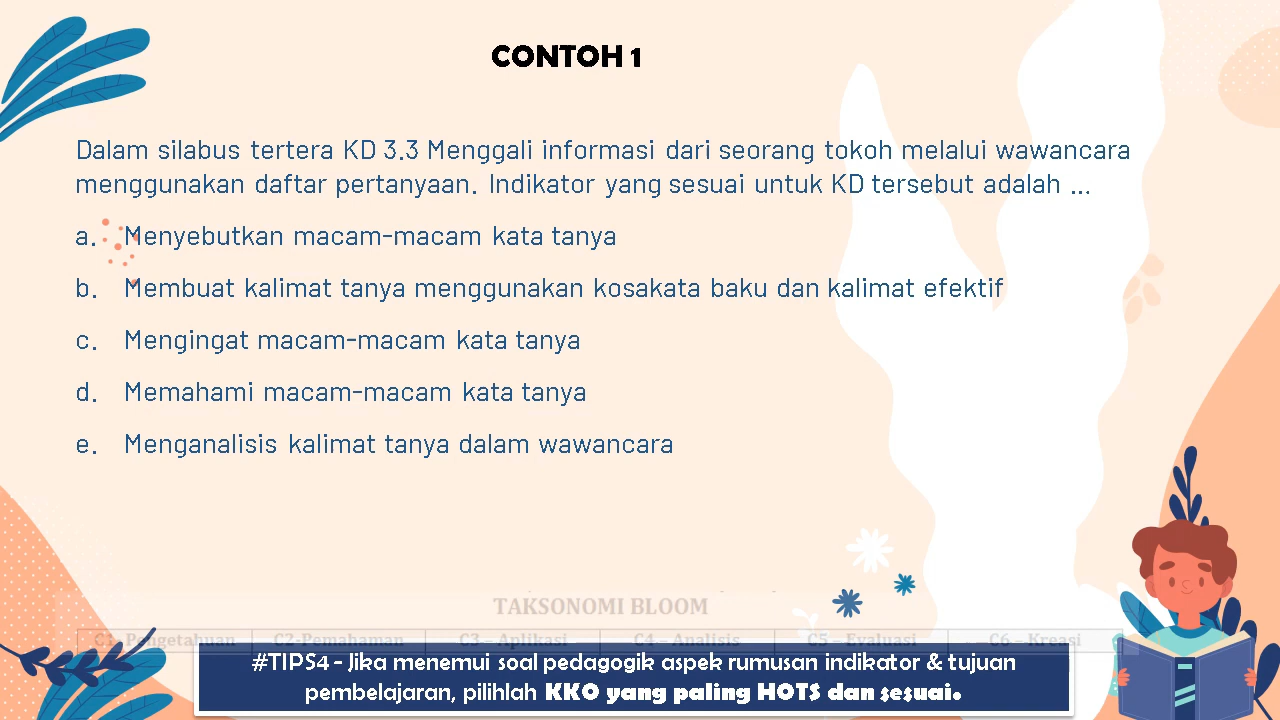 CONTOH 1
Dalam silabus tertera KD 3.3 Menggali informasi dari seorang tokoh melalui wawancara
menggunakan daftar pertanyaan. Indikator yang sesuai untuk KD tersebut adalah ...
a. Menyebutkan macam-macam kata tanya
b. Membuat kalimat tanya menggunakan kosakata baku dan kalimat efektif
c. Mengingat macam-macam kata tanya
d. Memahami macam-macam kata tanya
e. Menganalisis kalimat tanya dalam wawancara
TAKSONOMI BLOOM
C1- Pengetahuan C2-Pemahaman C3 – Aplikasi C4 – Analisis C5 – Evaluasi C6 – Kreasi
#TIPS4 - Jika menemui soal pedagogik aspek rumusan indikator & tujuan
pembelajaran, pilihlah KKO yang paling HOTS dan sesuai.